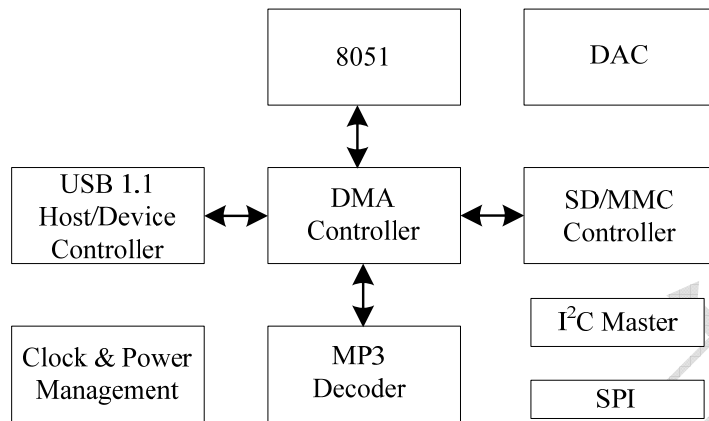 8051
DAC
USB 1.1
Host/Device
Controller
DMA
Controller
SD/MMC
Controller
Clock & Power
Management
MP3
Decoder
I²C Master
SPI